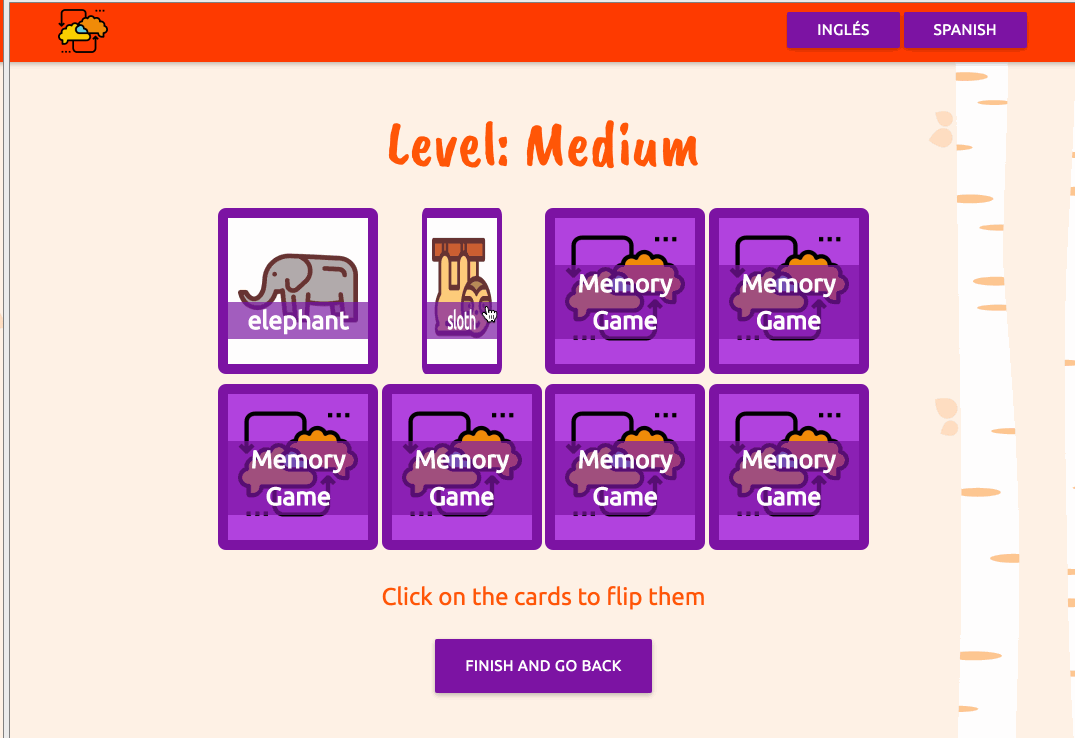 INGLÉS
SPANISH
Level: Medium
elephant
sloth
Memory
Game
Memory
Game
Memory
Game
Memory
Game
Memory
Game
Memory
Game
Click on the cards to flip them
FINISH AND GO BACK